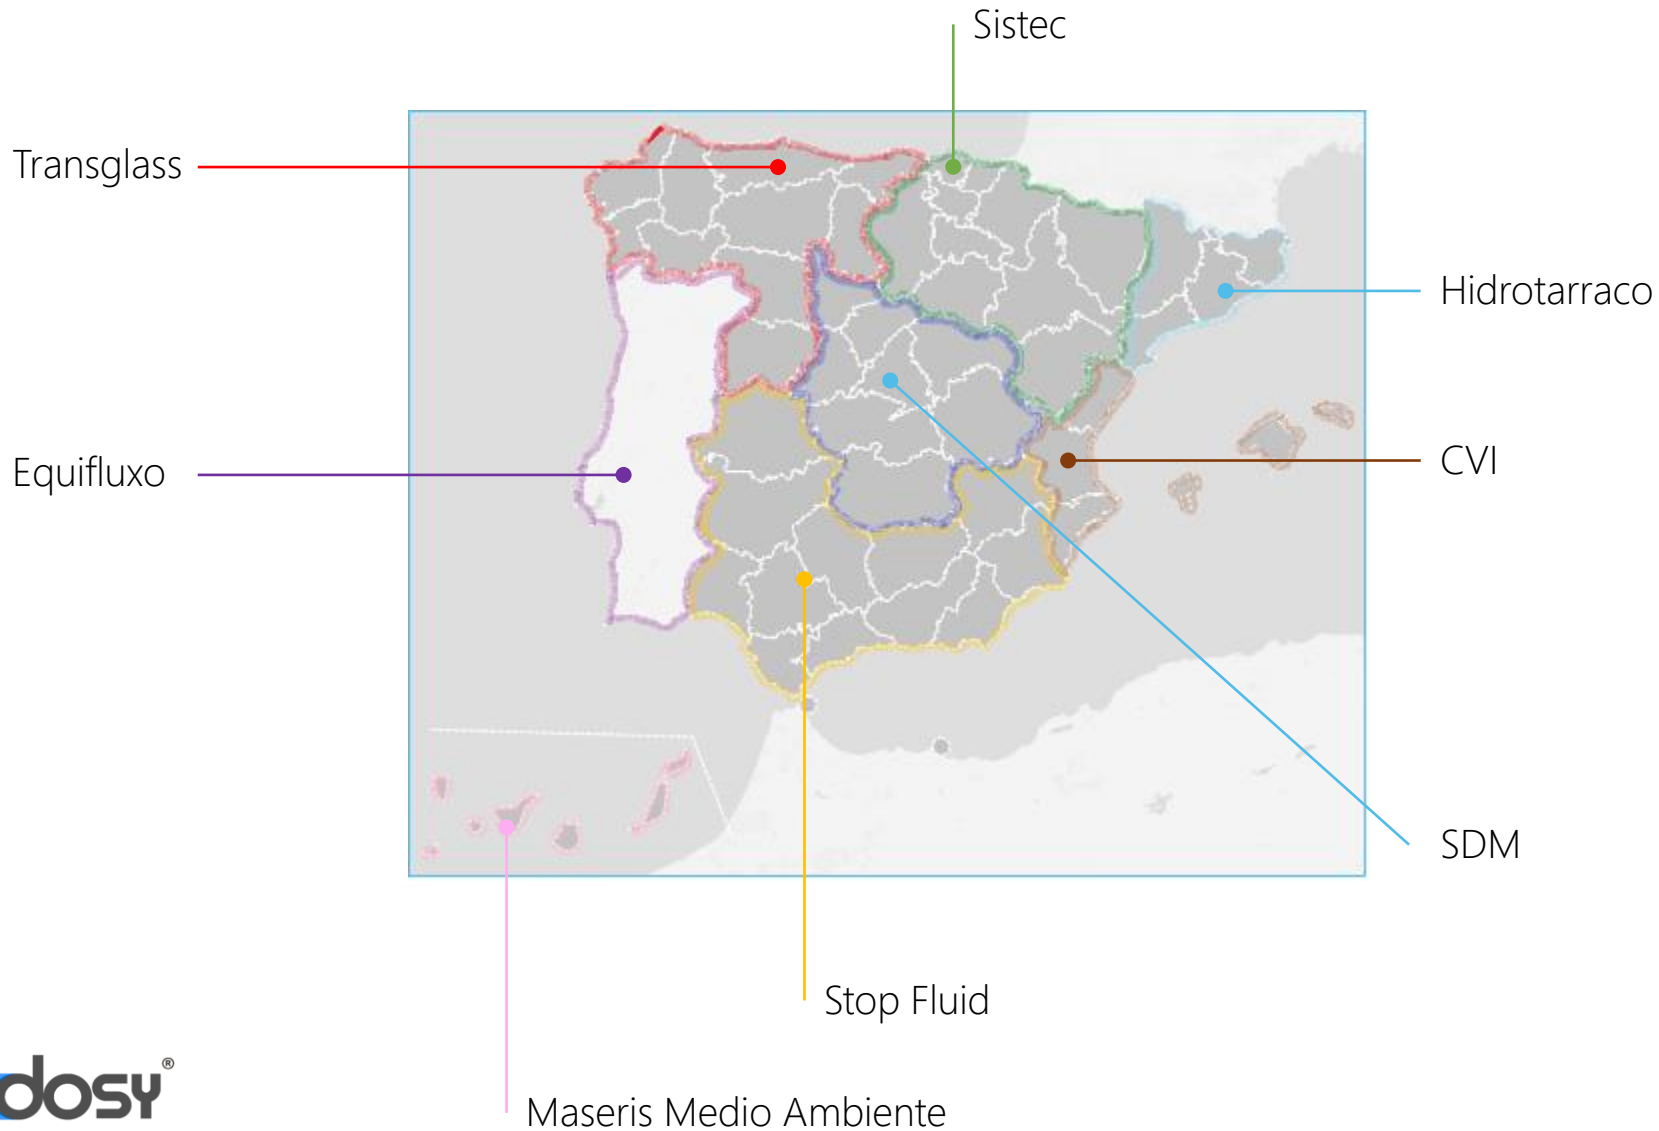 Sistec
Transglass
Hidrotarraco
Equifluxo
CVI
SDM
Stop Fluid
dosy®
Maseris Medio Ambiente